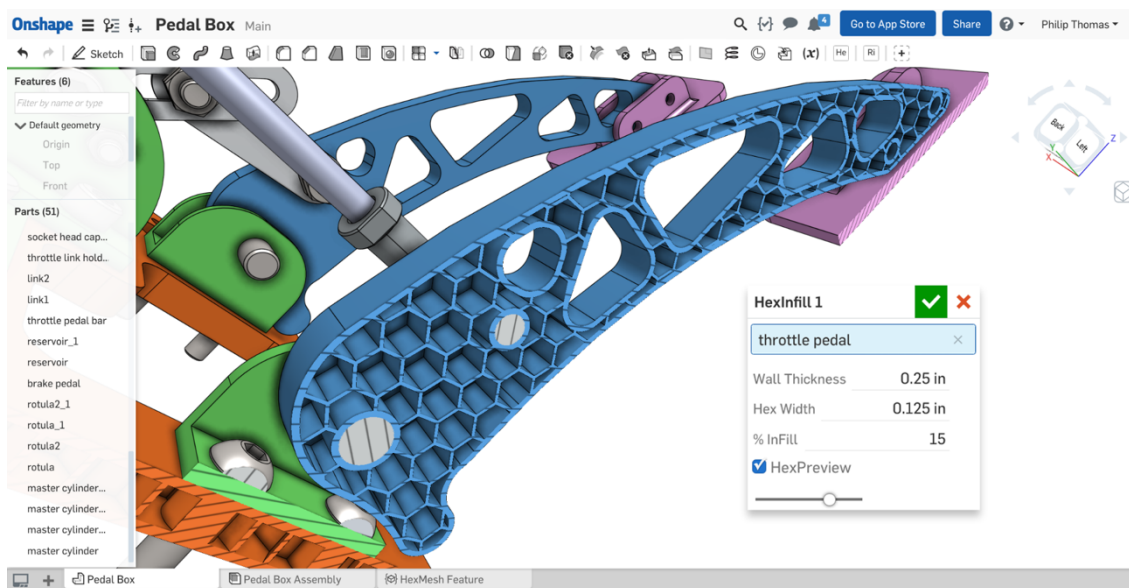 Onshape Pedal Box Main 4 Go to App Store Share Philip Thomas
Sketch (x) He Ri
Features (6)
Filter by name or type
Default geometry
Origin
Top
Front
Parts (51)
socket head cap...
throttle link hold...
link2
link1
throttle pedal bar
reservoir_1
reservoir
brake pedal
rotula2_1
rotula_1
rotula2
rotula
master cylinder...
master cylinder...
master cylinder...
master cylinder
Back Left
X Y Z
HexInfill 1
throttle pedal
Wall Thickness 0.25 in
Hex Width 0.125 in
% InFill 15
HexPreview
Pedal Box Pedal Box Assembly HexMesh Feature